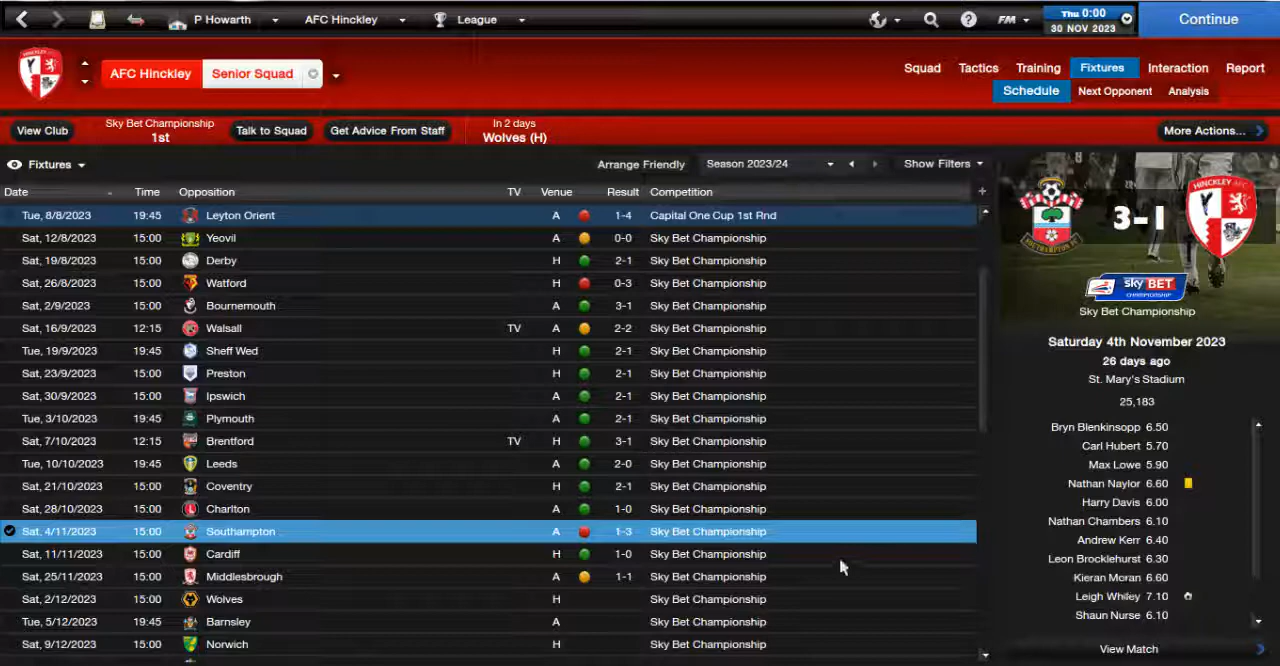 P Howarth AFC Hinckley League FM Thu 0:00 30 NOV 2023 Continue
AFC Hinckley Senior Squad
Squad Tactics Training Fixtures Interaction Report
Schedule Next Opponent Analysis
View Club Sky Bet Championship 1st Talk to Squad Get Advice From Staff In 2 days Wolves (H) More Actions...
Fixtures Arrange Friendly Season 2023/24 Show Filters
Date Time Opposition TV Venue Result Competition
Tue, 8/8/2023 19:45 Leyton Orient A 1-4 Capital One Cup 1st Rnd
Sat, 12/8/2023 15:00 Yeovil A 0-0 Sky Bet Championship
Sat, 19/8/2023 15:00 Derby H 2-1 Sky Bet Championship
Sat, 26/8/2023 15:00 Watford H 0-3 Sky Bet Championship
Sat, 2/9/2023 15:00 Bournemouth A 3-1 Sky Bet Championship
Sat, 16/9/2023 12:15 Walsall TV A 2-2 Sky Bet Championship
Tue, 19/9/2023 19:45 Sheff Wed H 2-1 Sky Bet Championship
Sat, 23/9/2023 15:00 Preston H 2-1 Sky Bet Championship
Sat, 30/9/2023 15:00 Ipswich A 2-1 Sky Bet Championship
Tue, 3/10/2023 19:45 Plymouth A 2-1 Sky Bet Championship
Sat, 7/10/2023 12:15 Brentford TV H 3-1 Sky Bet Championship
Tue, 10/10/2023 19:45 Leeds A 2-0 Sky Bet Championship
Sat, 21/10/2023 15:00 Coventry H 2-1 Sky Bet Championship
Sat, 28/10/2023 15:00 Charlton A 1-0 Sky Bet Championship
Sat, 4/11/2023 15:00 Southampton A 1-3 Sky Bet Championship
Sat, 11/11/2023 15:00 Cardiff H 1-0 Sky Bet Championship
Sat, 25/11/2023 15:00 Middlesbrough A 1-1 Sky Bet Championship
Sat, 2/12/2023 15:00 Wolves H Sky Bet Championship
Tue, 5/12/2023 19:45 Barnsley A Sky Bet Championship
Sat, 9/12/2023 15:00 Norwich H Sky Bet Championship
HINCKLEY AFC
3-1
sky BET
CHAMPIONSHIP
Sky Bet Championship
Saturday 4th November 2023
26 days ago
St. Mary's Stadium
25,183
Bryn Blenkinsopp 6.50
Carl Hubert 5.70
Max Lowe 5.90
Nathan Naylor 6.60
Harry Davis 6.00
Nathan Chambers 6.10
Andrew Kerr 6.40
Leon Brocklehurst 6.30
Kieran Moran 6.60
Leigh Whiley 7.10
Shaun Nurse 6.10
View Match